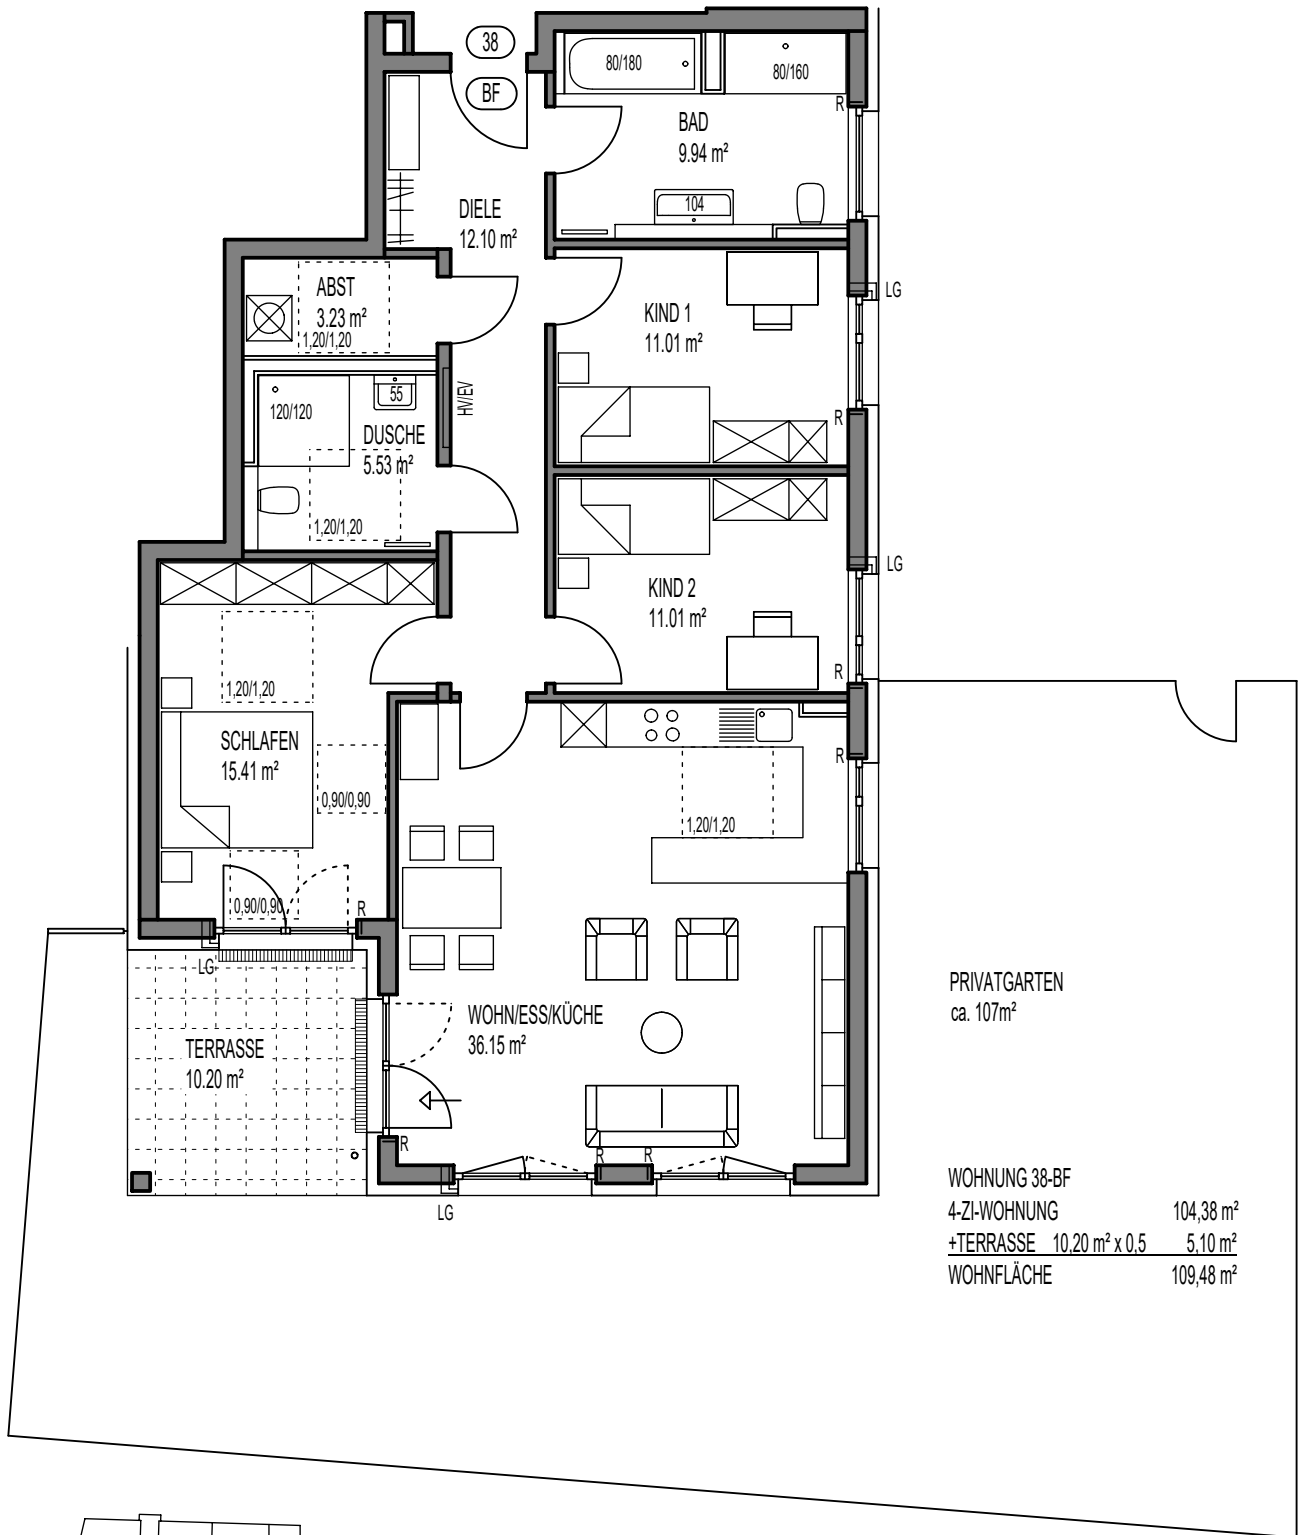 38
BF
80/180
80/160
R
BAD
9.94 m²
104
DIELE
12.10 m²
ABST
3.23 m²
1,20/1,20
LG
KIND 1
11.01 m²
HV/EV
55
120/120
DUSCHE
5.53 m²
R
1,20/1,20
LG
KIND 2
11.01 m²
R
1,20/1,20
SCHLAFEN
15.41 m²
0,90/0,90
R
1,20/1,20
0,90/0,90
R
LG
PRIVATGARTEN
ca. 107m²
WOHN/ESS/KÜCHE
36.15 m²
TERRASSE
10.20 m²
R
R
R
LG
WOHNUNG 38-BF
4-ZI-WOHNUNG 104,38 m²
+TERRASSE 10,20 m² x 0,5 5,10 m²
WOHNFLÄCHE 109,48 m²